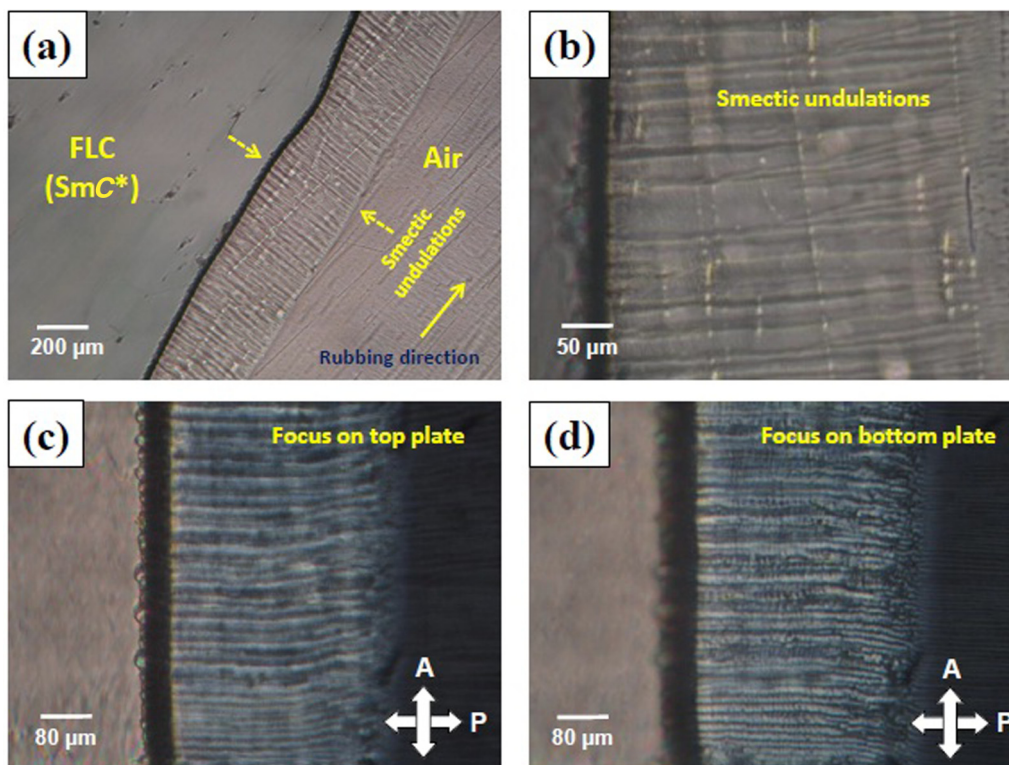 (a)
FLC
(SmC*)
Air
Smectic
undulations
Rubbing direction
200 µm
(b)
Smectic undulations
50 µm
(c)
Focus on top plate
A
P
80 µm
(d)
Focus on bottom plate
A
P
80 µm